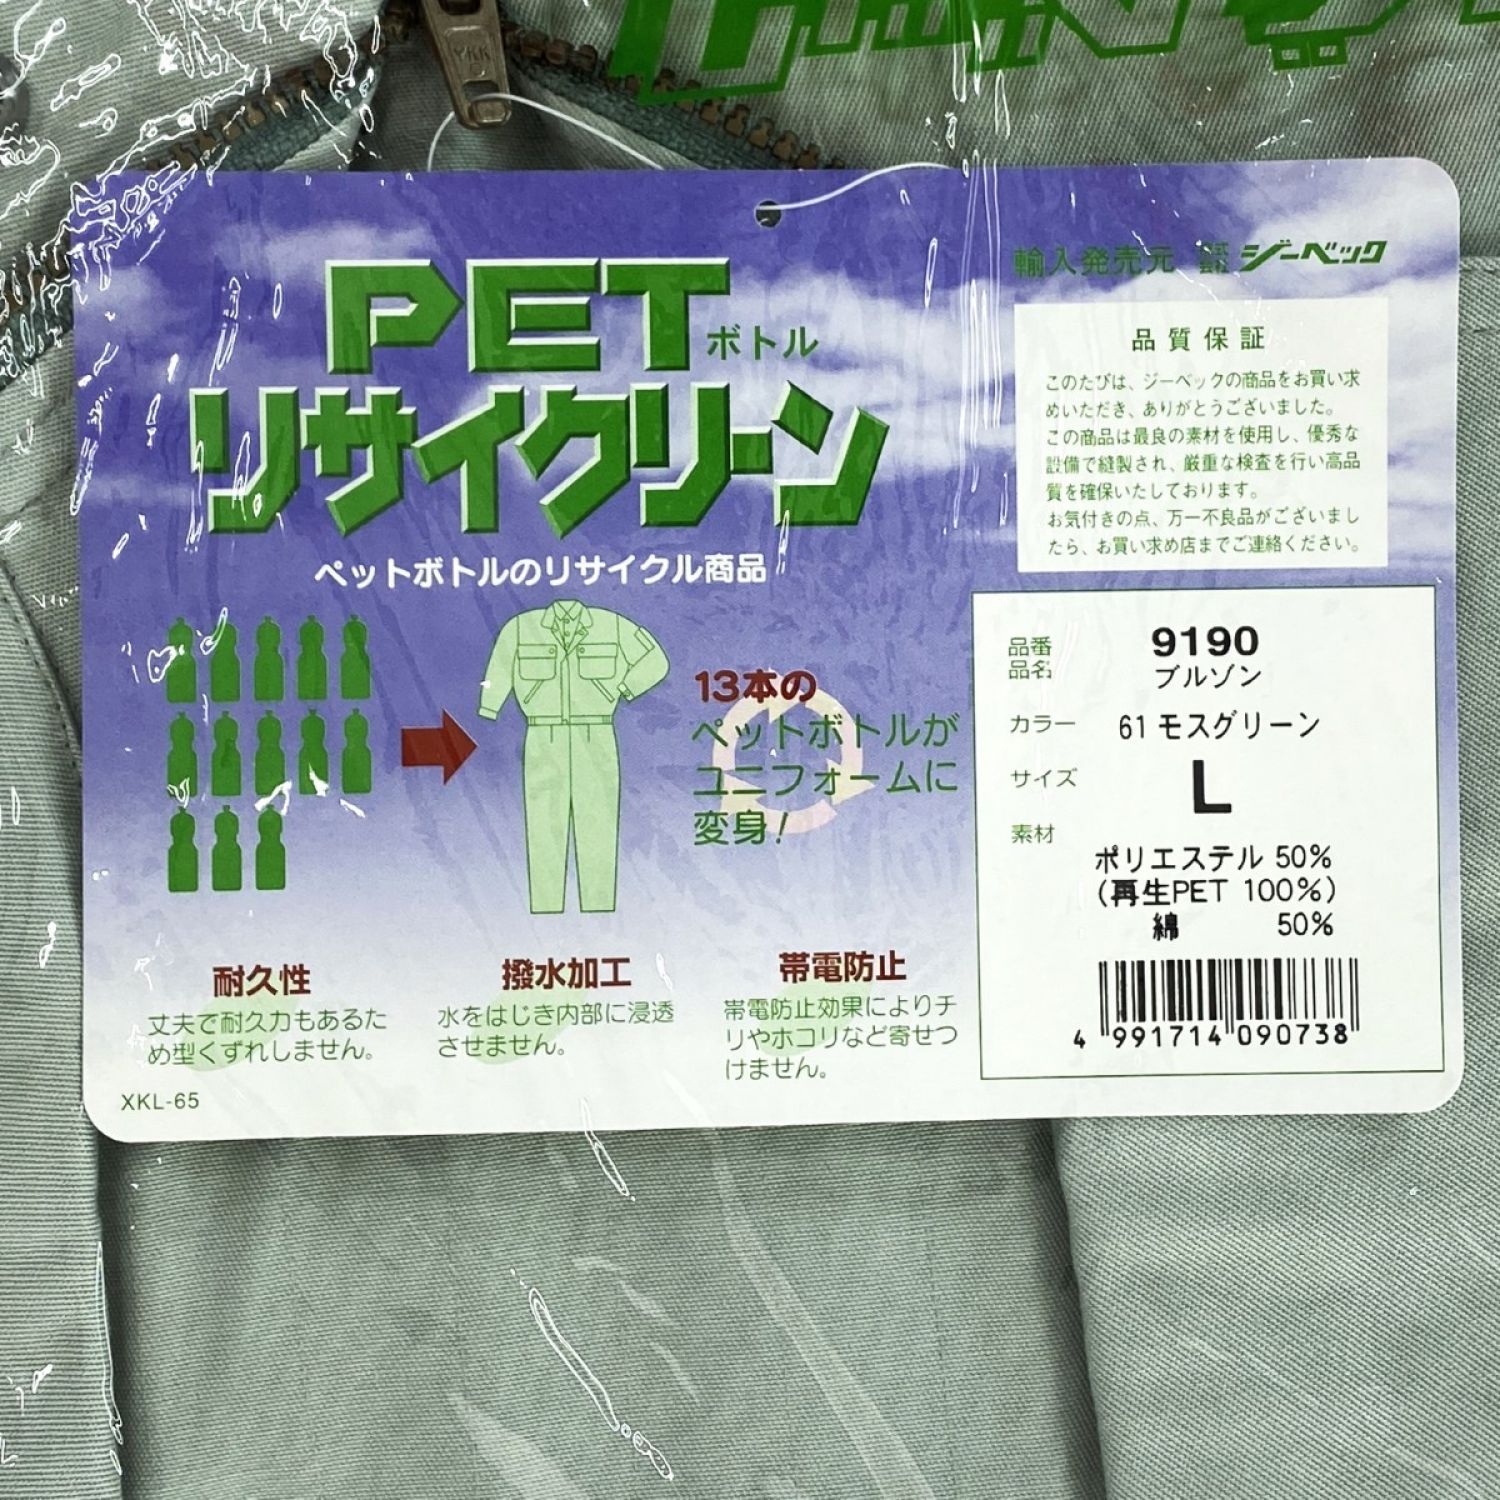 YKK
PETボトル
リサイクリーン
ペットボトルのリサイクル商品
13本の
ペットボトルが
ユニフォームに
変身!
耐久性
丈夫で耐久力もあるた
め型くずれしません。
撥水加工
水をはじき内部に浸透
させません。
帯電防止
帯電防止効果によりチ
リやホコリなど寄せつ
けません。
XKL-65
輸入発売元 株式会社 ジーベック
品質保証
このたびは、ジーベックの商品をお買い求
めいただき、ありがとうございました。
この商品は最良の素材を使用し、優秀な
設備で縫製され、厳重な検査を行い高品
質を確保いたしております。
お気付きの点、万一不良品がございまし
たら、お買い求め店までご連絡ください。
品番 9190
品名 ブルゾン
カラー 61 モスグリーン
サイズ L
素材
ポリエステル 50%
(再生PET 100%)
綿 50%
4 991714 090738